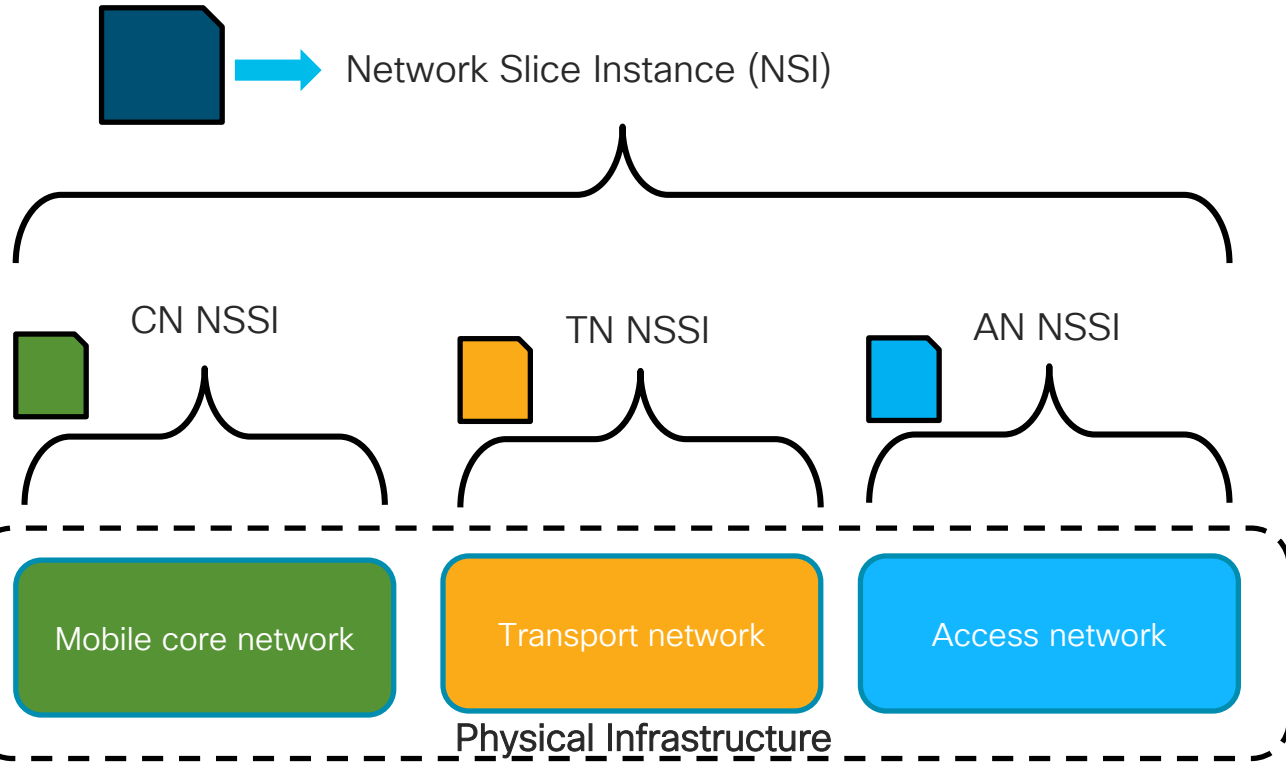 Network Slice Instance (NSI)
CN NSSI
TN NSSI
AN NSSI
Mobile core network
Transport network
Access network
Physical Infrastructure